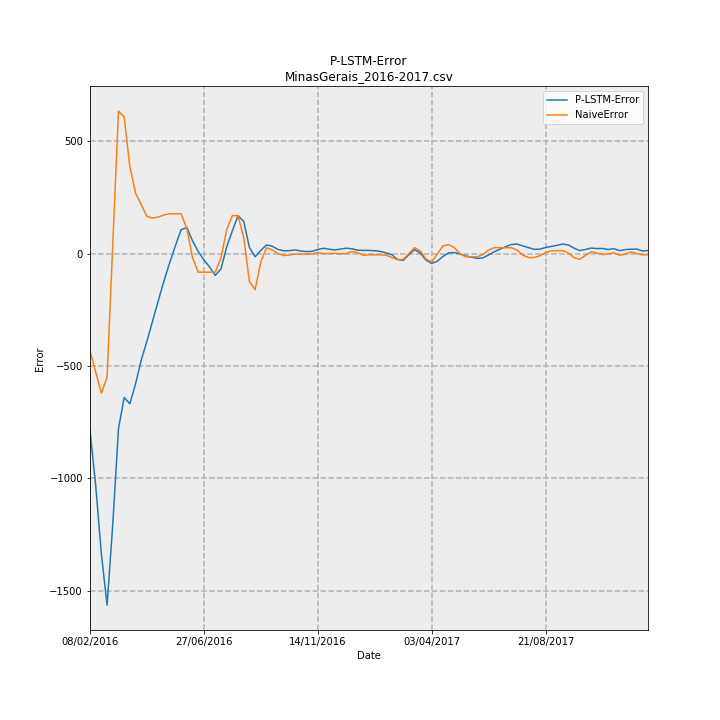 P-LSTM-Error
MinasGerais_2016-2017.csv
P-LSTM-Error
NaiveError
500
0
−500
−1000
−1500
Error
08/02/2016
27/06/2016
14/11/2016
03/04/2017
21/08/2017
Date